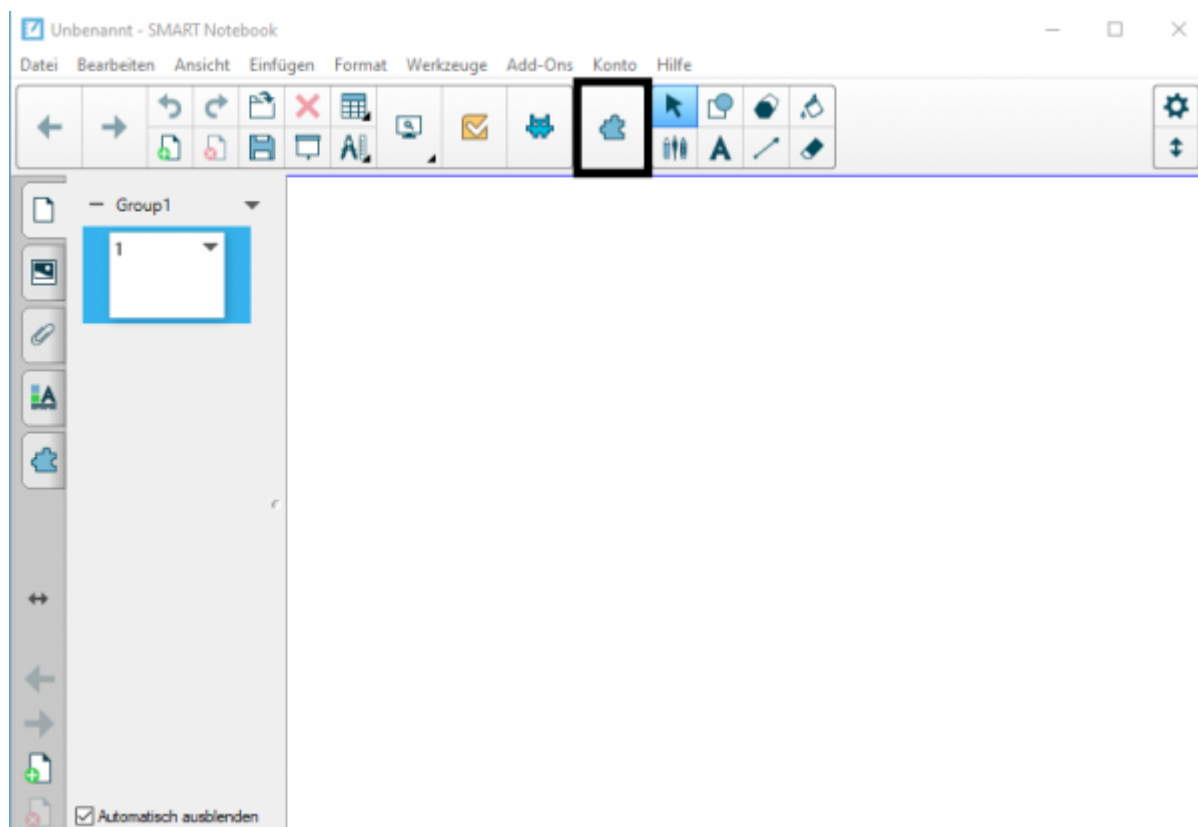 Unbenannt - SMART Notebook
Datei Bearbeiten Ansicht Einfügen Format Werkzeuge Add-Ons Konto Hilfe
Group1
1
Automatisch ausblenden